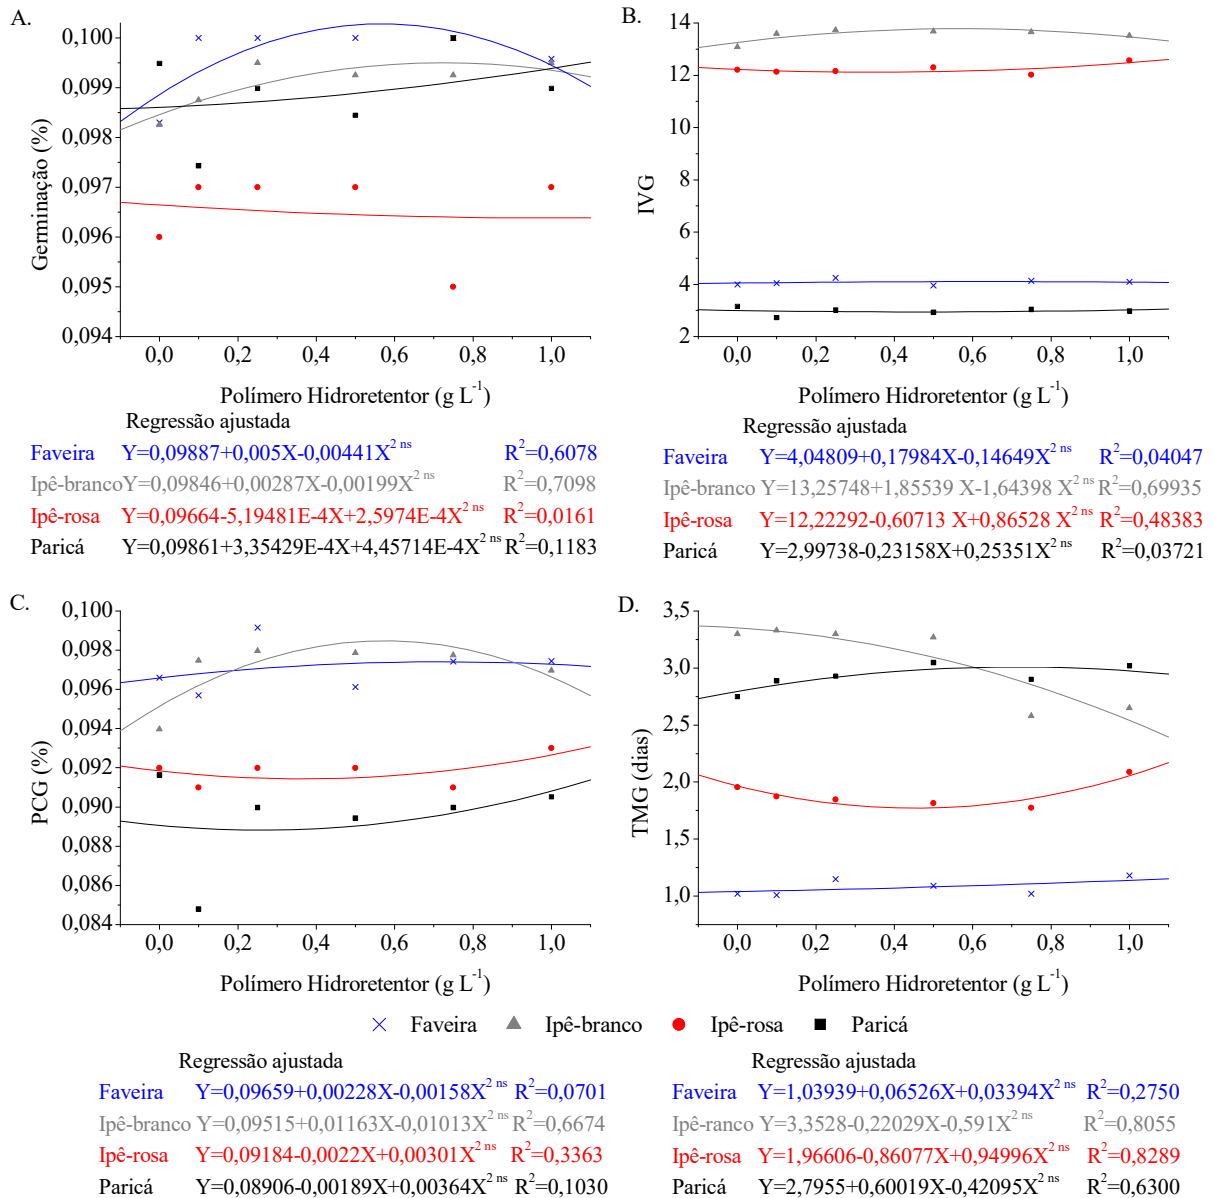 A.
0,100
0,099
0,098
0,097
0,096
0,095
0,094
Germinação (%)
0,0 0,2 0,4 0,6 0,8 1,0
Polímero Hidroretentor (g L⁻¹)
Regressão ajustada
Faveira Y=0,09887+0,005X-0,00441X² ⁿˢ R²=0,6078
Ipê-branco Y=0,09846+0,00287X-0,00199X² ⁿˢ R²=0,7098
Ipê-rosa Y=0,09664-5,19481E-4X+2,5974E-4X² ⁿˢ R²=0,0161
Paricá Y=0,09861+3,35429E-4X+4,45714E-4X² ⁿˢ R²=0,1183
B.
14
12
10
8
6
4
2
IVG
0,0 0,2 0,4 0,6 0,8 1,0
Polímero Hidroretentor (g L⁻¹)
Regressão ajustada
Faveira Y=4,04809+0,17984X-0,14649X² ⁿˢ R²=0,04047
Ipê-branco Y=13,25748+1,85539 X-1,64398 X² ⁿˢ R²=0,69935
Ipê-rosa Y=12,22292-0,60713 X+0,86528 X² ⁿˢ R²=0,48383
Paricá Y=2,99738-0,23158X+0,25351X² ⁿˢ R²=0,03721
C.
0,100
0,098
0,096
0,094
0,092
0,090
0,088
0,086
0,084
PCG (%)
0,0 0,2 0,4 0,6 0,8 1,0
Polímero Hidroretentor (g L⁻¹)
D.
3,5
3,0
2,5
2,0
1,5
1,0
TMG (dias)
0,0 0,2 0,4 0,6 0,8 1,0
Polímero Hidroretentor (g L⁻¹)
Faveira Ipê-branco Ipê-rosa Paricá
Regressão ajustada
Faveira Y=0,09659+0,00228X-0,00158X² ⁿˢ R²=0,0701
Ipê-branco Y=0,09515+0,01163X-0,01013X² ⁿˢ R²=0,6674
Ipê-rosa Y=0,09184-0,0022X+0,00301X² ⁿˢ R²=0,3363
Paricá Y=0,08906-0,00189X+0,00364X² ⁿˢ R²=0,1030
Regressão ajustada
Faveira Y=1,03939+0,06526X+0,03394X² ⁿˢ R²=0,2750
Ipê-ranco Y=3,3528-0,22029X-0,591X² ⁿˢ R²=0,8055
Ipê-rosa Y=1,96606-0,86077X+0,94996X² ⁿˢ R²=0,8289
Paricá Y=2,7955+0,60019X-0,42095X² ⁿˢ R²=0,6300